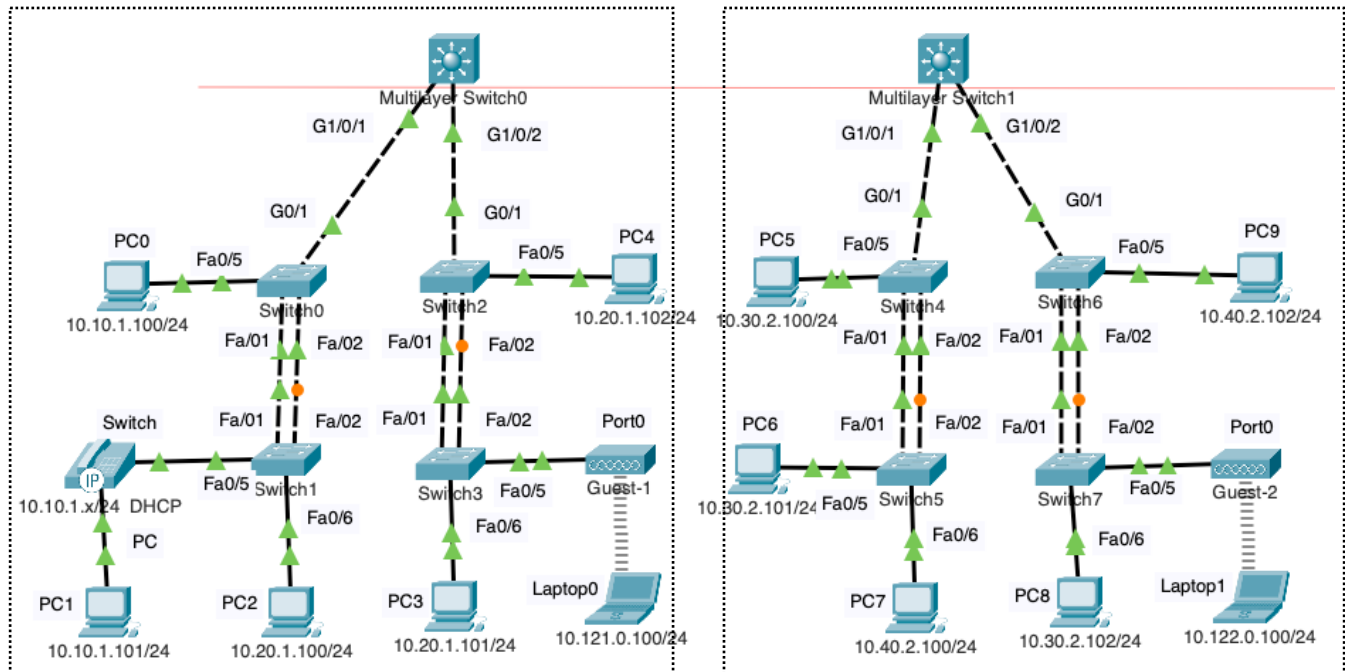 Multilayer Switch0
Multilayer Switch1
G1/0/1
G1/0/2
G1/0/1
G1/0/2
G0/1
G0/1
G0/1
G0/1
PC0
Fa0/5
Fa0/5
PC4
PC5
Fa0/5
Fa0/5
PC9
10.10.1.100/24
Switch0
Switch2
10.20.1.102/24
10.30.2.100/24
Switch4
Switch6
10.40.2.102/24
Fa/01
Fa/02
Fa/01
Fa/02
Fa/01
Fa/02
Fa/01
Fa/02
Fa/01
Fa/02
Fa/01
Fa/02
Fa/01
Fa/02
Fa/01
Fa/02
Switch
Port0
PC6
Port0
IP
10.10.1.x/24 DHCP
Fa0/5
Switch1
Switch3
Fa0/5
Guest-1
10.30.2.101/24
Fa0/5
Switch5
Switch7
Fa0/5
Guest-2
PC
Fa0/6
Fa0/6
Fa0/6
Fa0/6
PC1
PC2
PC3
Laptop0
PC7
PC8
Laptop1
10.10.1.101/24
10.20.1.100/24
10.20.1.101/24
10.121.0.100/24
10.40.2.100/24
10.30.2.102/24
10.122.0.100/24